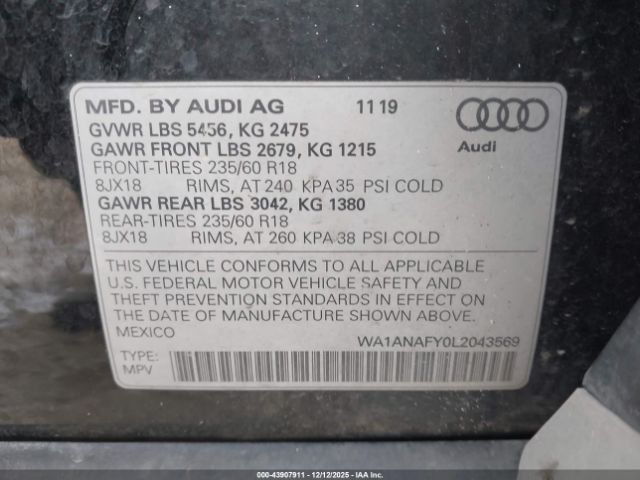 MFD. BY AUDI AG 11 19
GVWR LBS 5456, KG 2475
GAWR FRONT LBS 2679, KG 1215
FRONT-TIRES 235/60 R18
8JX18 RIMS, AT 240 KPA 35 PSI COLD
GAWR REAR LBS 3042, KG 1380
REAR-TIRES 235/60 R18
8JX18 RIMS, AT 260 KPA 38 PSI COLD
Audi
THIS VEHICLE CONFORMS TO ALL APPLICABLE
U.S. FEDERAL MOTOR VEHICLE SAFETY AND
THEFT PREVENTION STANDARDS IN EFFECT ON
THE DATE OF MANUFACTURE SHOWN ABOVE.
MEXICO WA1ANAFY0L2043569
TYPE:
MPV
000-43907911 - 12/12/2025 - IAAI.COM